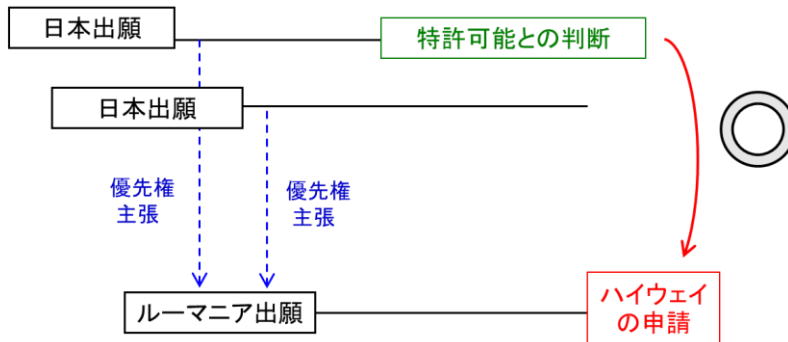 日本出願
特許可能との判断
日本出願
優先権
主張
優先権
主張
ルーマニア出願
ハイウェイ
の申請